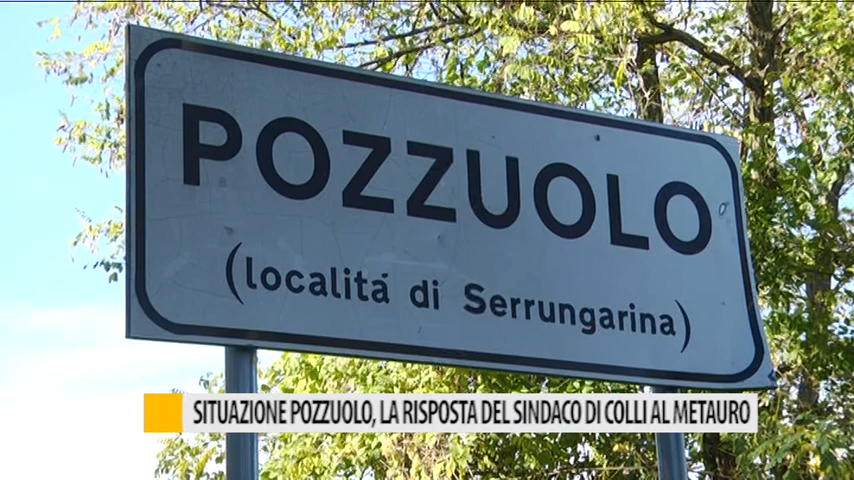 POZZUOLO
(localitá di Serrungarina)
SITUAZIONE POZZUOLO, LA RISPOSTA DEL SINDACO DI COLLI AL METAURO